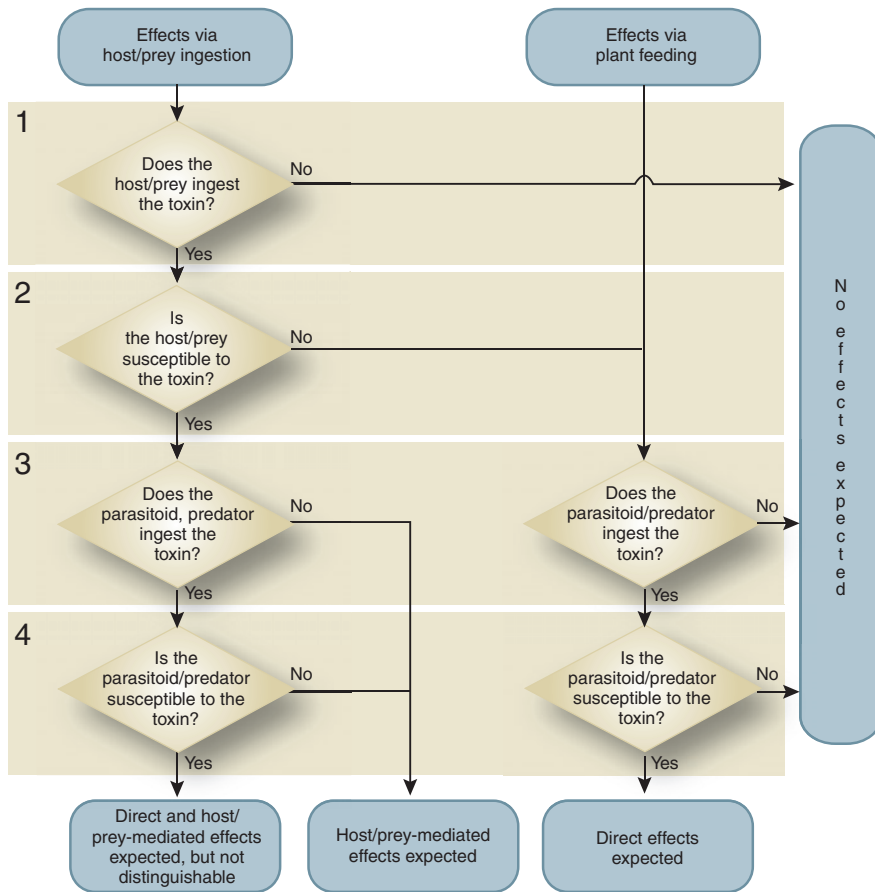 Effects via
host/prey ingestion
Effects via
plant feeding
1
Does the
host/prey ingest
the toxin?
No
Yes
2
Is
the host/prey
susceptible to
the toxin?
No
Yes
3
Does the
parasitoid, predator
ingest the
toxin?
No
Yes
Does the
parasitoid/predator
ingest the
toxin?
No
Yes
4
Is the
parasitoid/predator
susceptible to the
toxin?
No
Yes
Is the
parasitoid/predator
susceptible to the
toxin?
No
Yes
No effects expected
Direct and host/
prey-mediated effects
expected, but not
distinguishable
Host/prey-mediated
effects expected
Direct effects
expected